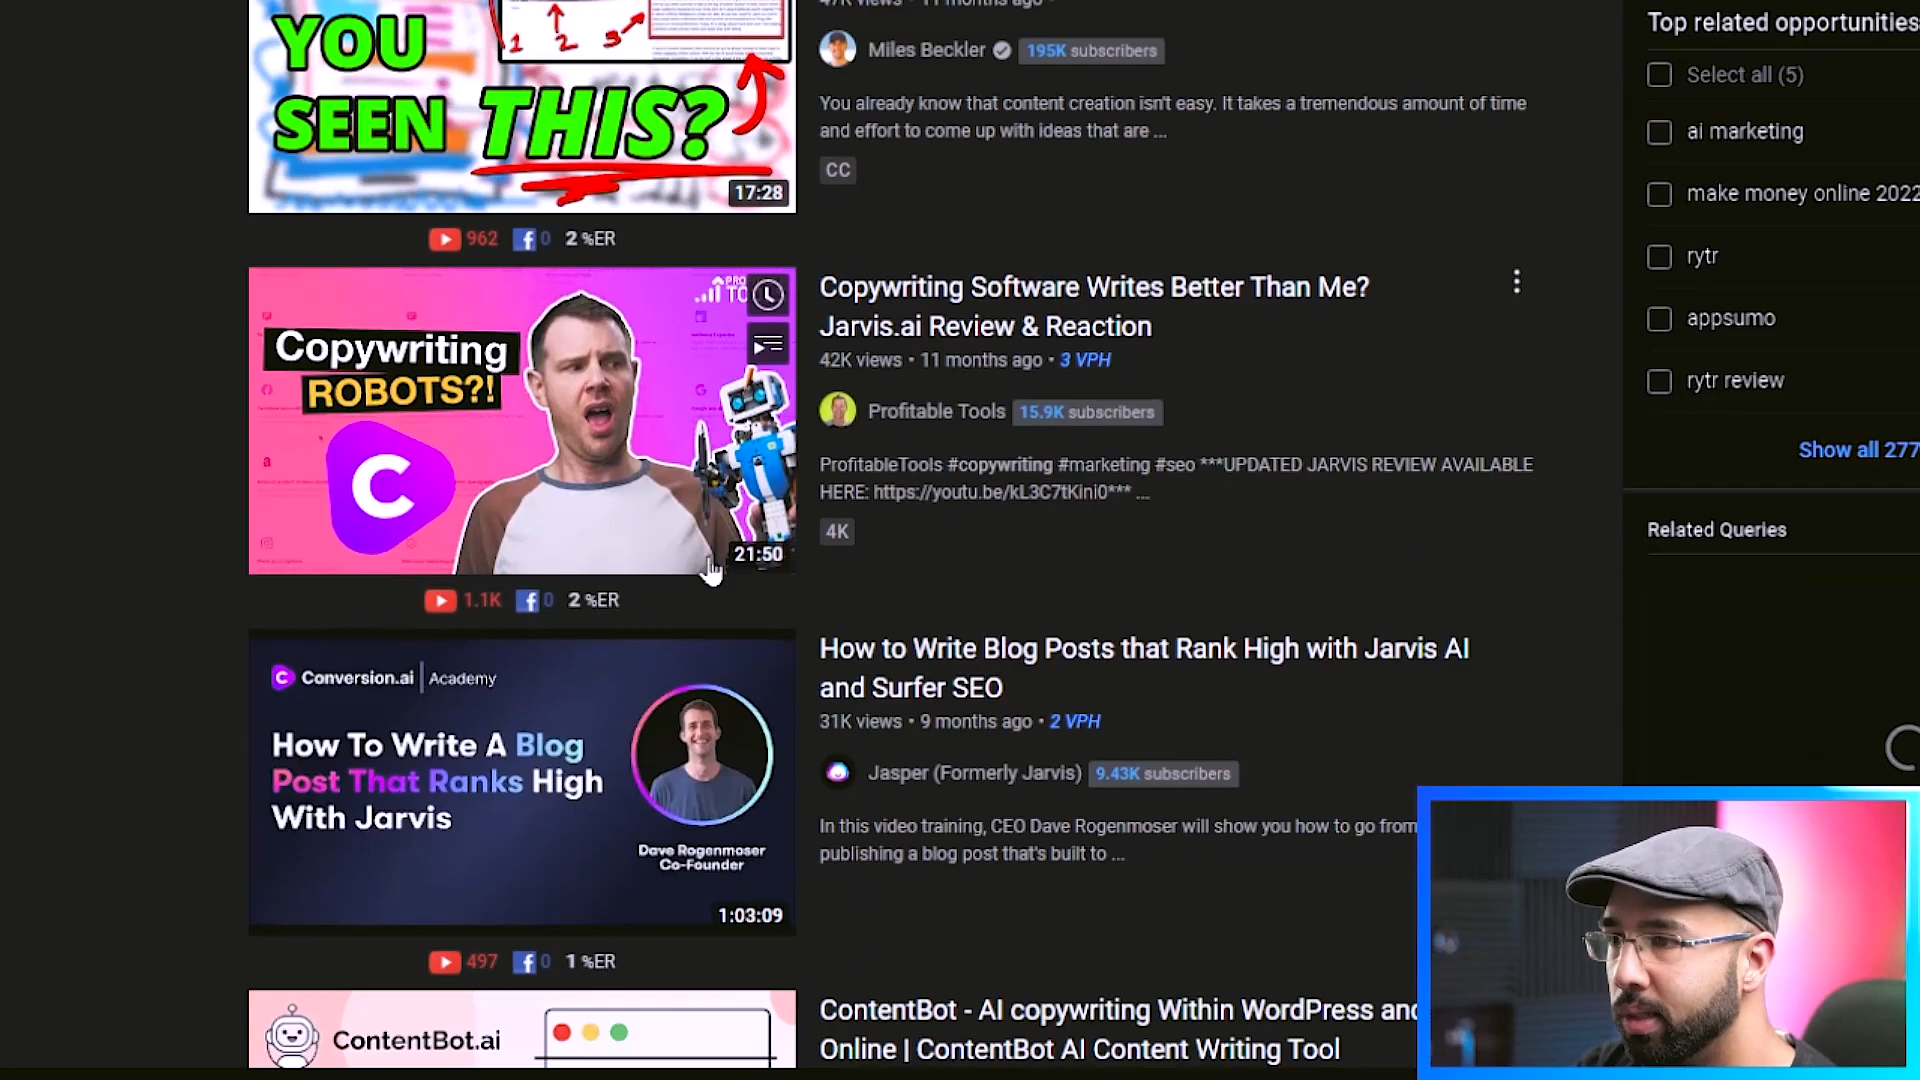 YOU
SEEN THIS?
1 2 3
17:28
962 0 2 %ER
Miles Beckler 195K subscribers
You already know that content creation isn't easy. It takes a tremendous amount of time
and effort to come up with ideas that are ...
CC
Copywriting
ROBOTS?!
C
21:50
1.1K 0 2 %ER
Copywriting Software Writes Better Than Me?
Jarvis.ai Review & Reaction
42K views • 11 months ago • 3 VPH
Profitable Tools 15.9K subscribers
ProfitableTools #copywriting #marketing #seo ***UPDATED JARVIS REVIEW AVAILABLE
HERE: https://youtu.be/kL3C7tKini0*** ...
4K
C Conversion.ai | Academy
How To Write A Blog
Post That Ranks High
With Jarvis
Dave Rogenmoser
Co-Founder
1:03:09
497 0 1 %ER
How to Write Blog Posts that Rank High with Jarvis AI
and Surfer SEO
31K views • 9 months ago • 2 VPH
Jasper (Formerly Jarvis) 9.43K subscribers
In this video training, CEO Dave Rogenmoser will show you how to go from
publishing a blog post that's built to ...
ContentBot.ai
ContentBot - AI copywriting Within WordPress and
Online | ContentBot AI Content Writing Tool
Top related opportunities
Select all (5)
ai marketing
make money online 2022
rytr
appsumo
rytr review
Show all 277
Related Queries